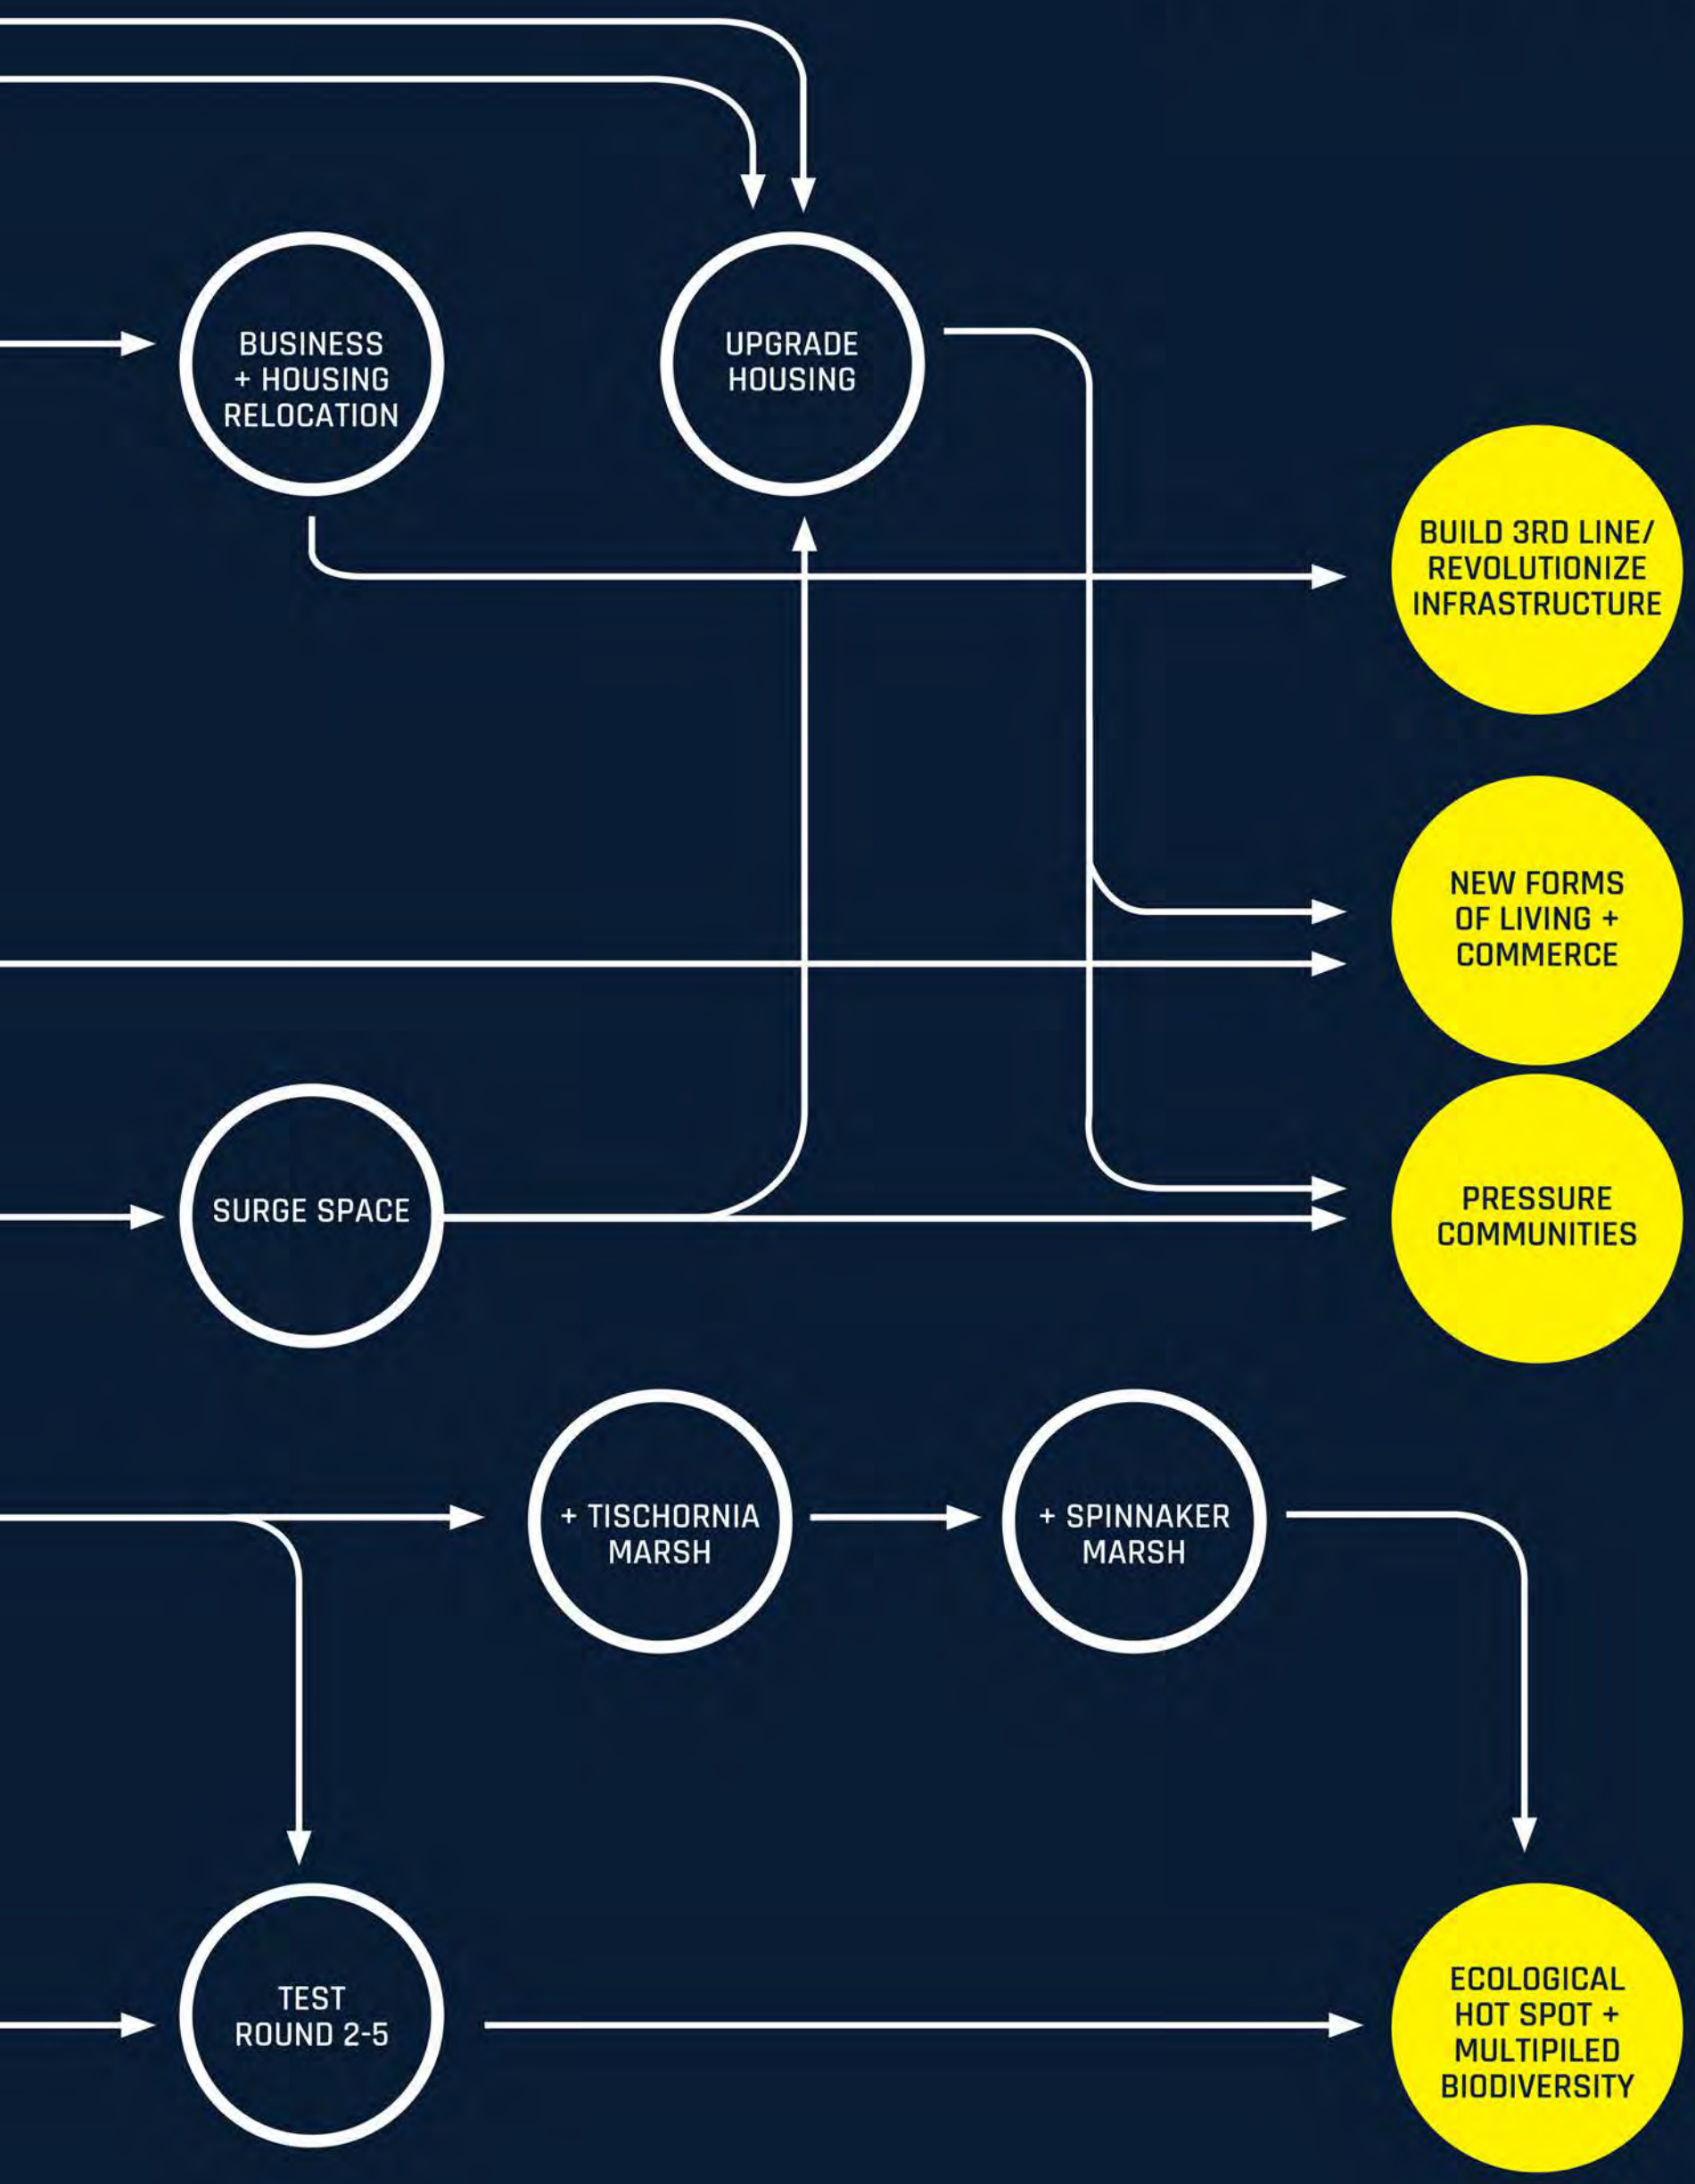 BUSINESS
+ HOUSING
RELOCATION
UPGRADE
HOUSING
BUILD 3RD LINE/
REVOLUTIONIZE
INFRASTRUCTURE
NEW FORMS
OF LIVING +
COMMERCE
SURGE SPACE
PRESSURE
COMMUNITIES
+ TISCHORNIA
MARSH
+ SPINNAKER
MARSH
TEST
ROUND 2-5
ECOLOGICAL
HOT SPOT +
MULTIPILED
BIODIVERSITY